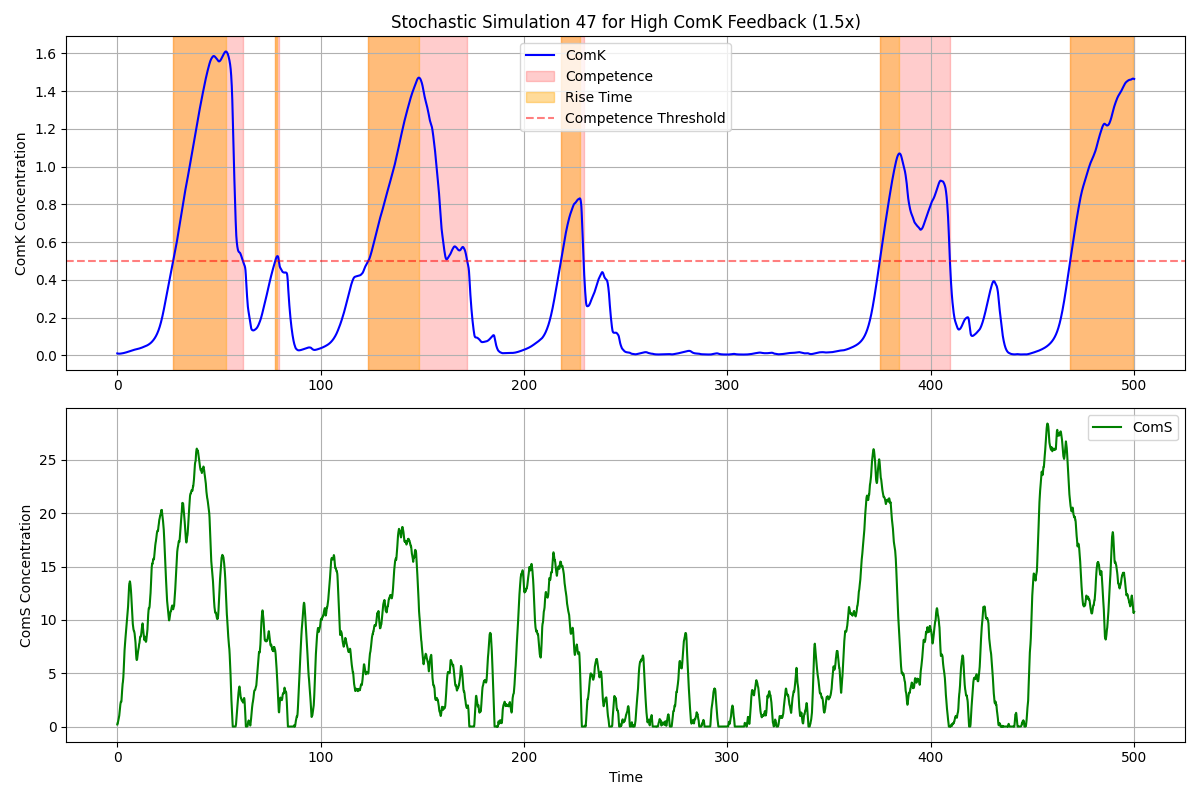 Stochastic Simulation 47 for High ComK Feedback (1.5x)
ComK Concentration
1.6
1.4
1.2
1.0
0.8
0.6
0.4
0.2
0.0
ComK
Competence
Rise Time
Competence Threshold
0 100 200 300 400 500
ComS Concentration
25
20
15
10
5
0
ComS
0 100 200 300 400 500
Time